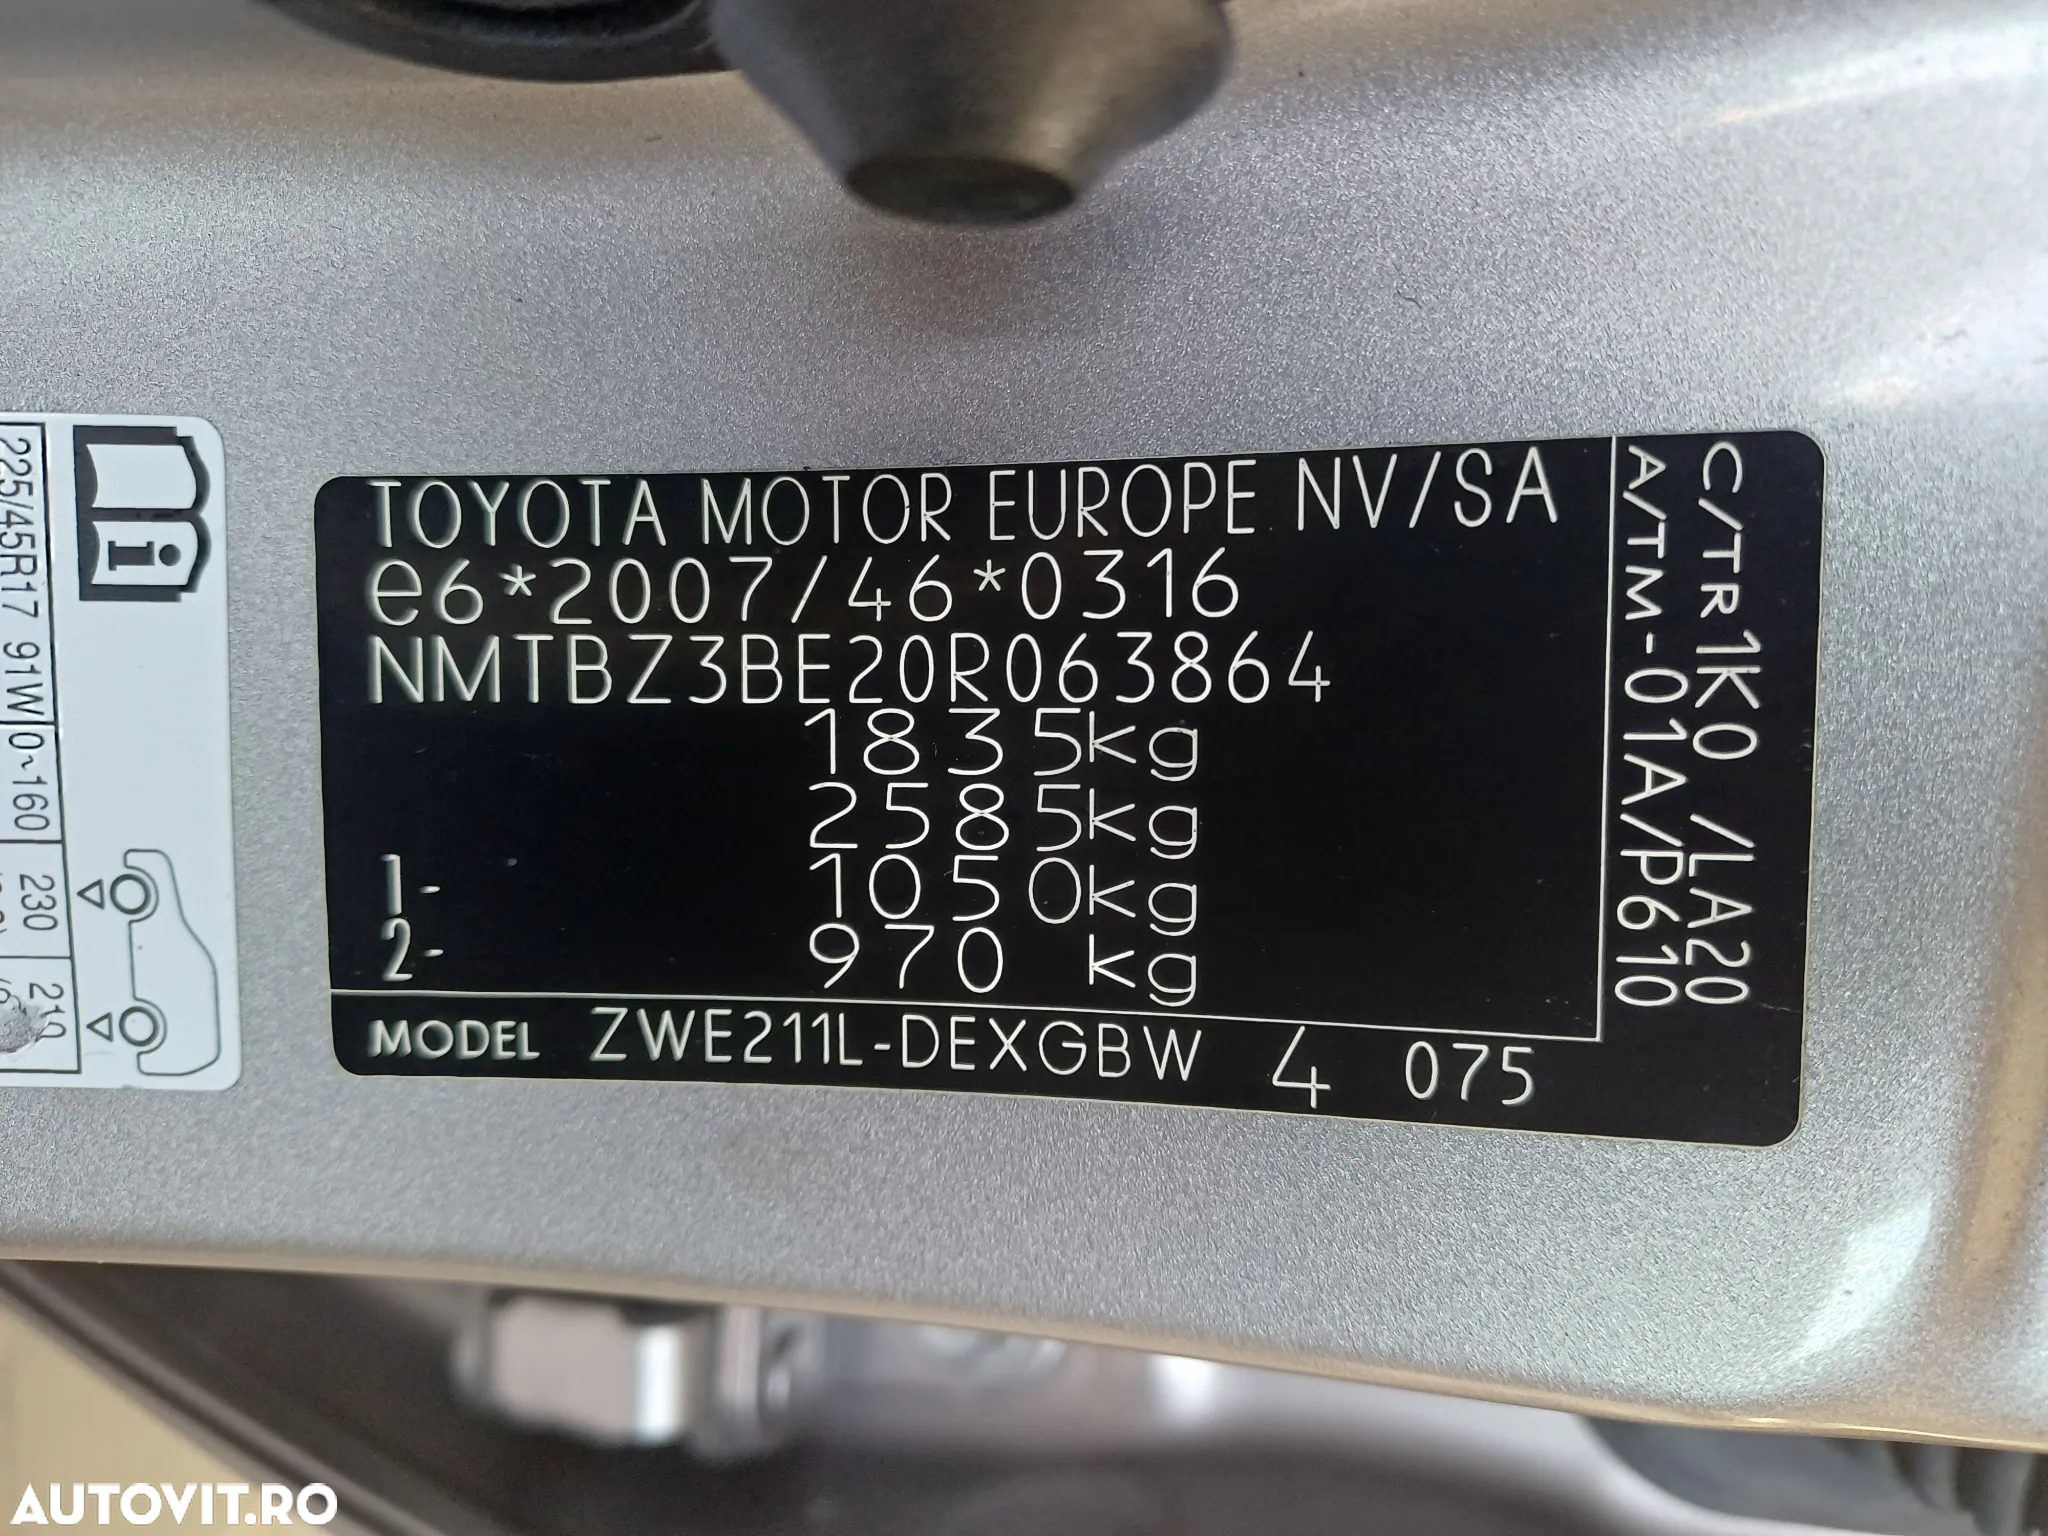 TOYOTA MOTOR EUROPE NV/SA
e6*2007/46*0316
NMTBZ3BE20R063864
1835kg
2585kg
1- 1050kg
2- 970 kg
MODEL ZWE211L-DEXGBW 4 075
C/TR 1K0 /LA20
A/TM-01A/P610
225/45R17 91W 0~160 230 210
i
AUTOVIT.RO